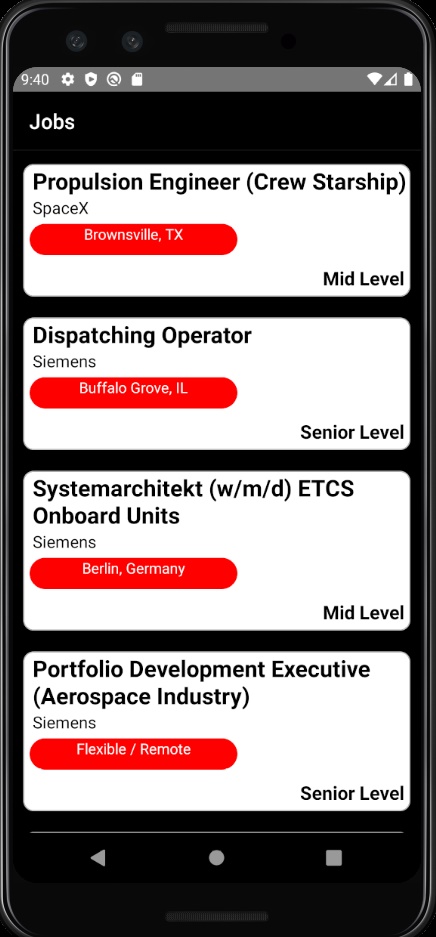 9:40
Jobs
Propulsion Engineer (Crew Starship)
SpaceX
Brownsville, TX
Mid Level
Dispatching Operator
Siemens
Buffalo Grove, IL
Senior Level
Systemarchitekt (w/m/d) ETCS
Onboard Units
Siemens
Berlin, Germany
Mid Level
Portfolio Development Executive
(Aerospace Industry)
Siemens
Flexible / Remote
Senior Level